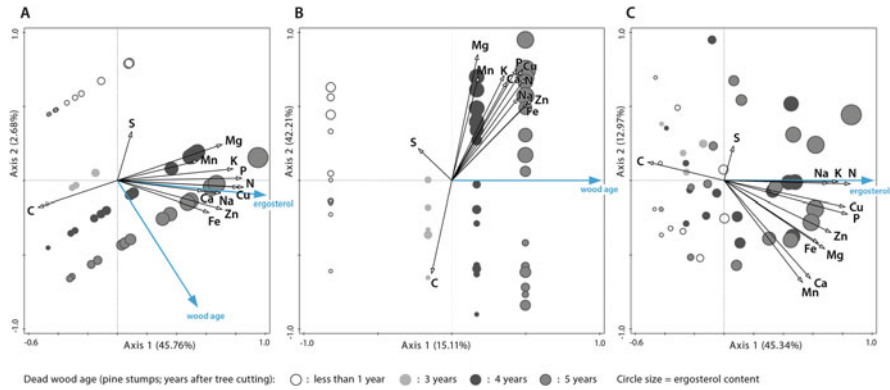 A
B
C
1.0
1.0
1.0
Axis 2 (2.68%)
S
Mg
Mn
K
P
N
Cu
Ca
Na
ergosterol
Zn
Fe
C
wood age
-1.0
-0.6
Axis 1 (45.76%)
1.0
Axis 2 (42.21%)
Mg
Mn
K
P
Cu
Ca
N
Na
Zn
Fe
S
wood age
C
-1.0
-0.6
Axis 1 (15.11%)
1.0
Axis 2 (12.97%)
S
C
Na
K
N
ergosterol
Cu
P
Zn
Fe
Mg
Ca
Mn
-1.0
-0.6
Axis 1 (45.34%)
1.0
Dead wood age (pine stumps; years after tree cutting): : less than 1 year : 3 years : 4 years : 5 years Circle size = ergosterol content